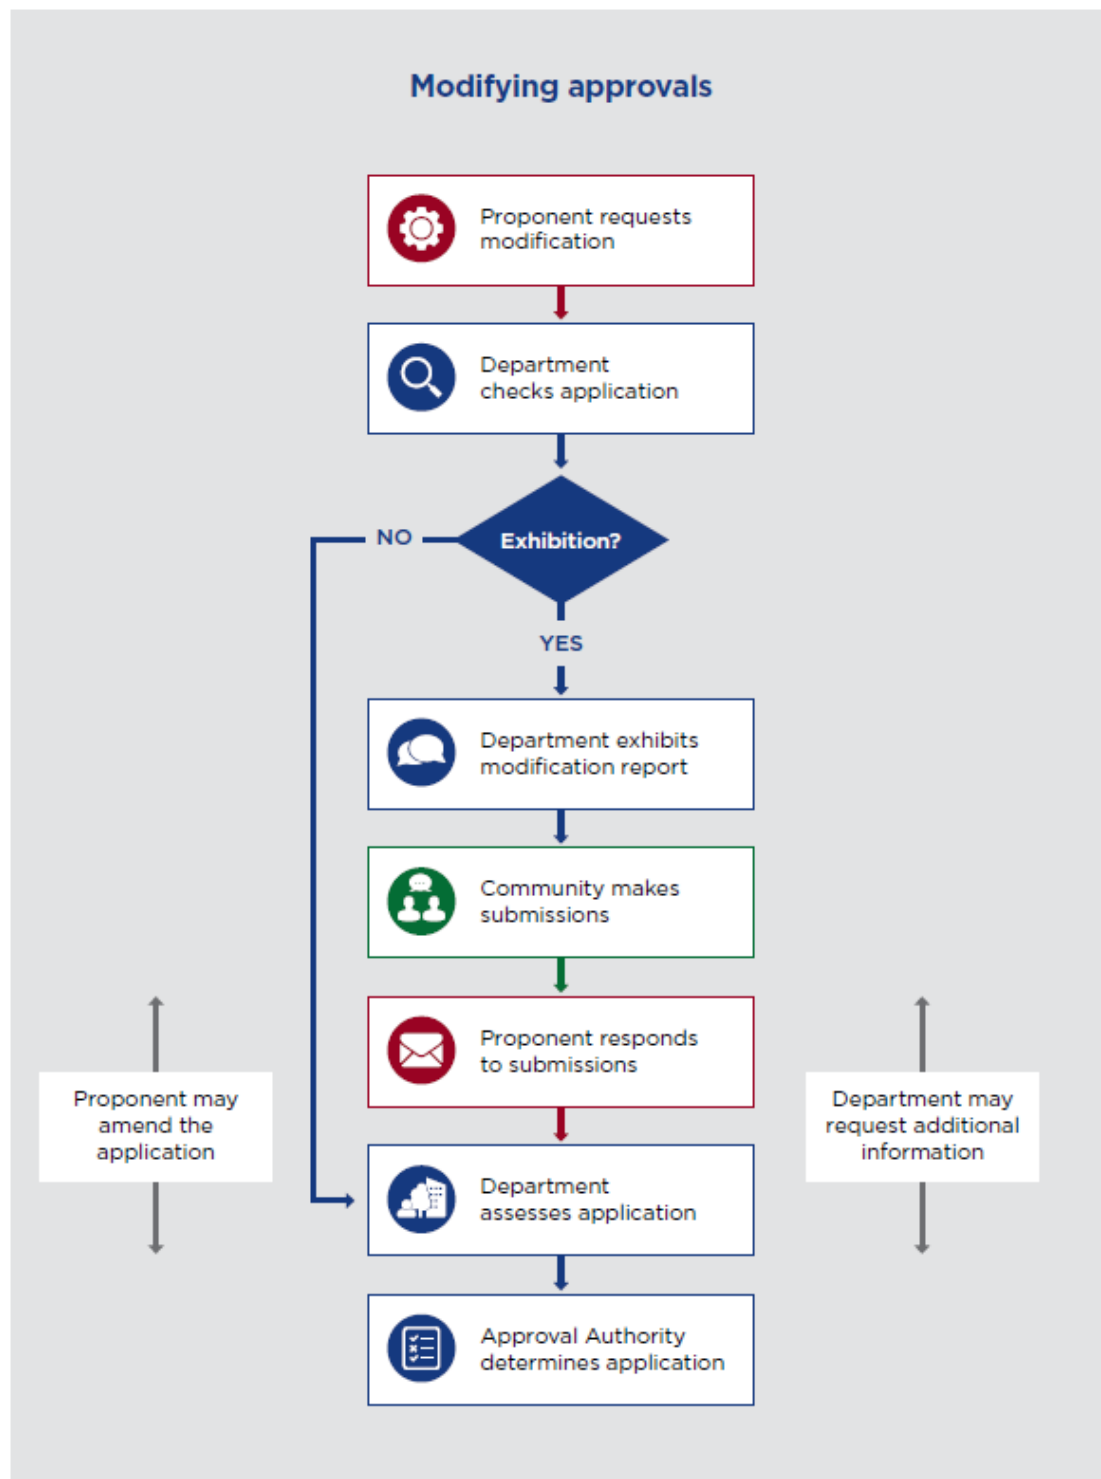 Modifying approvals
Proponent requests
modification
Department
checks application
NO
Exhibition?
YES
Department exhibits
modification report
Community makes
submissions
Proponent responds
to submissions
Proponent may
amend the
application
Department may
request additional
information
Department
assesses application
Approval Authority
determines application